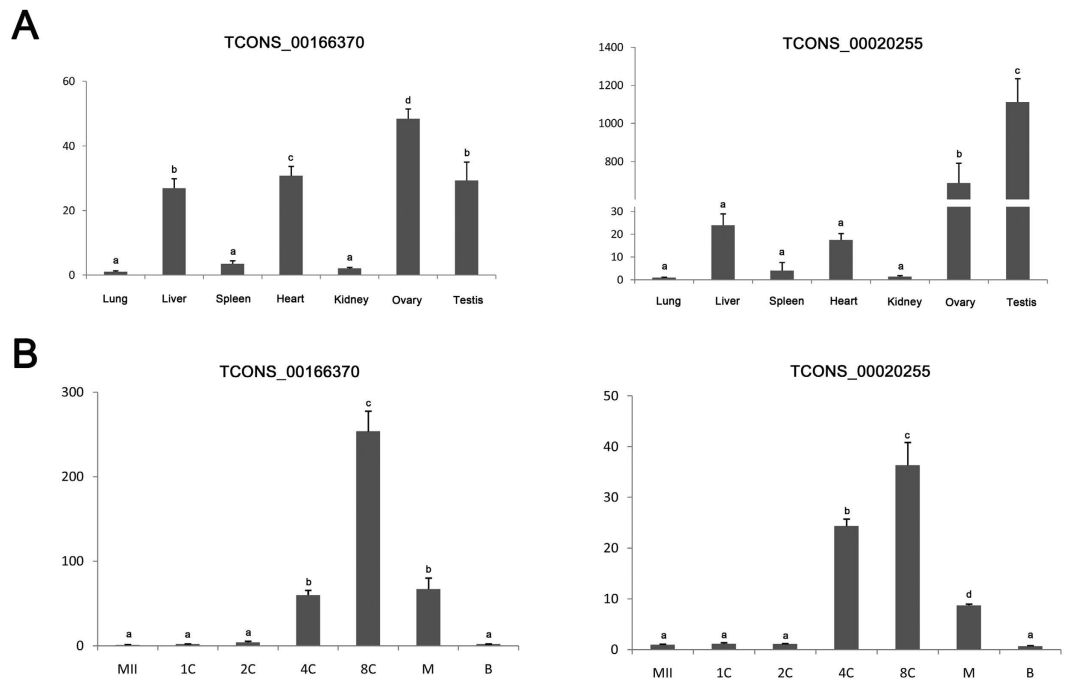 A
TCONS_00166370
60
40
20
0
a
b
a
c
a
d
b
Lung Liver Spleen Heart Kidney Ovary Testis
TCONS_00020255
1400
1200
1000
800
600
30
20
10
0
a
a
a
a
a
b
c
Lung Liver Spleen Heart Kidney Ovary Testis
B
TCONS_00166370
300
200
100
0
a
a
a
b
c
b
a
MII 1C 2C 4C 8C M B
TCONS_00020255
50
40
30
20
10
0
a
a
a
b
c
d
a
MII 1C 2C 4C 8C M B